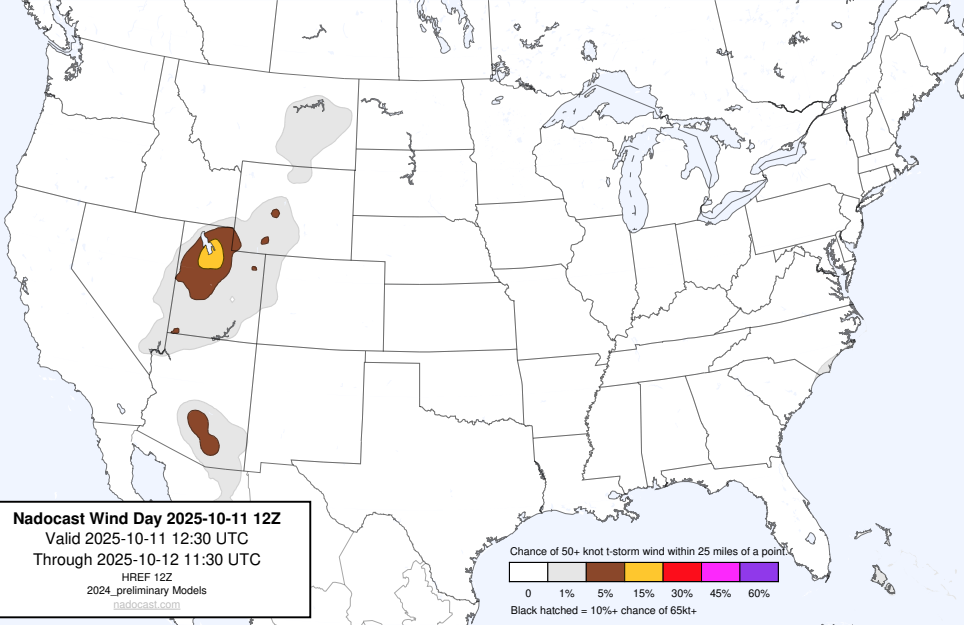 Nadocast Wind Day 2025-10-11 12Z
Valid 2025-10-11 12:30 UTC
Through 2025-10-12 11:30 UTC
HREF 12Z
2024_preliminary Models
nadocast.com
Chance of 50+ knot t-storm wind within 25 miles of a point.
0 1% 5% 15% 30% 45% 60%
Black hatched = 10%+ chance of 65kt+